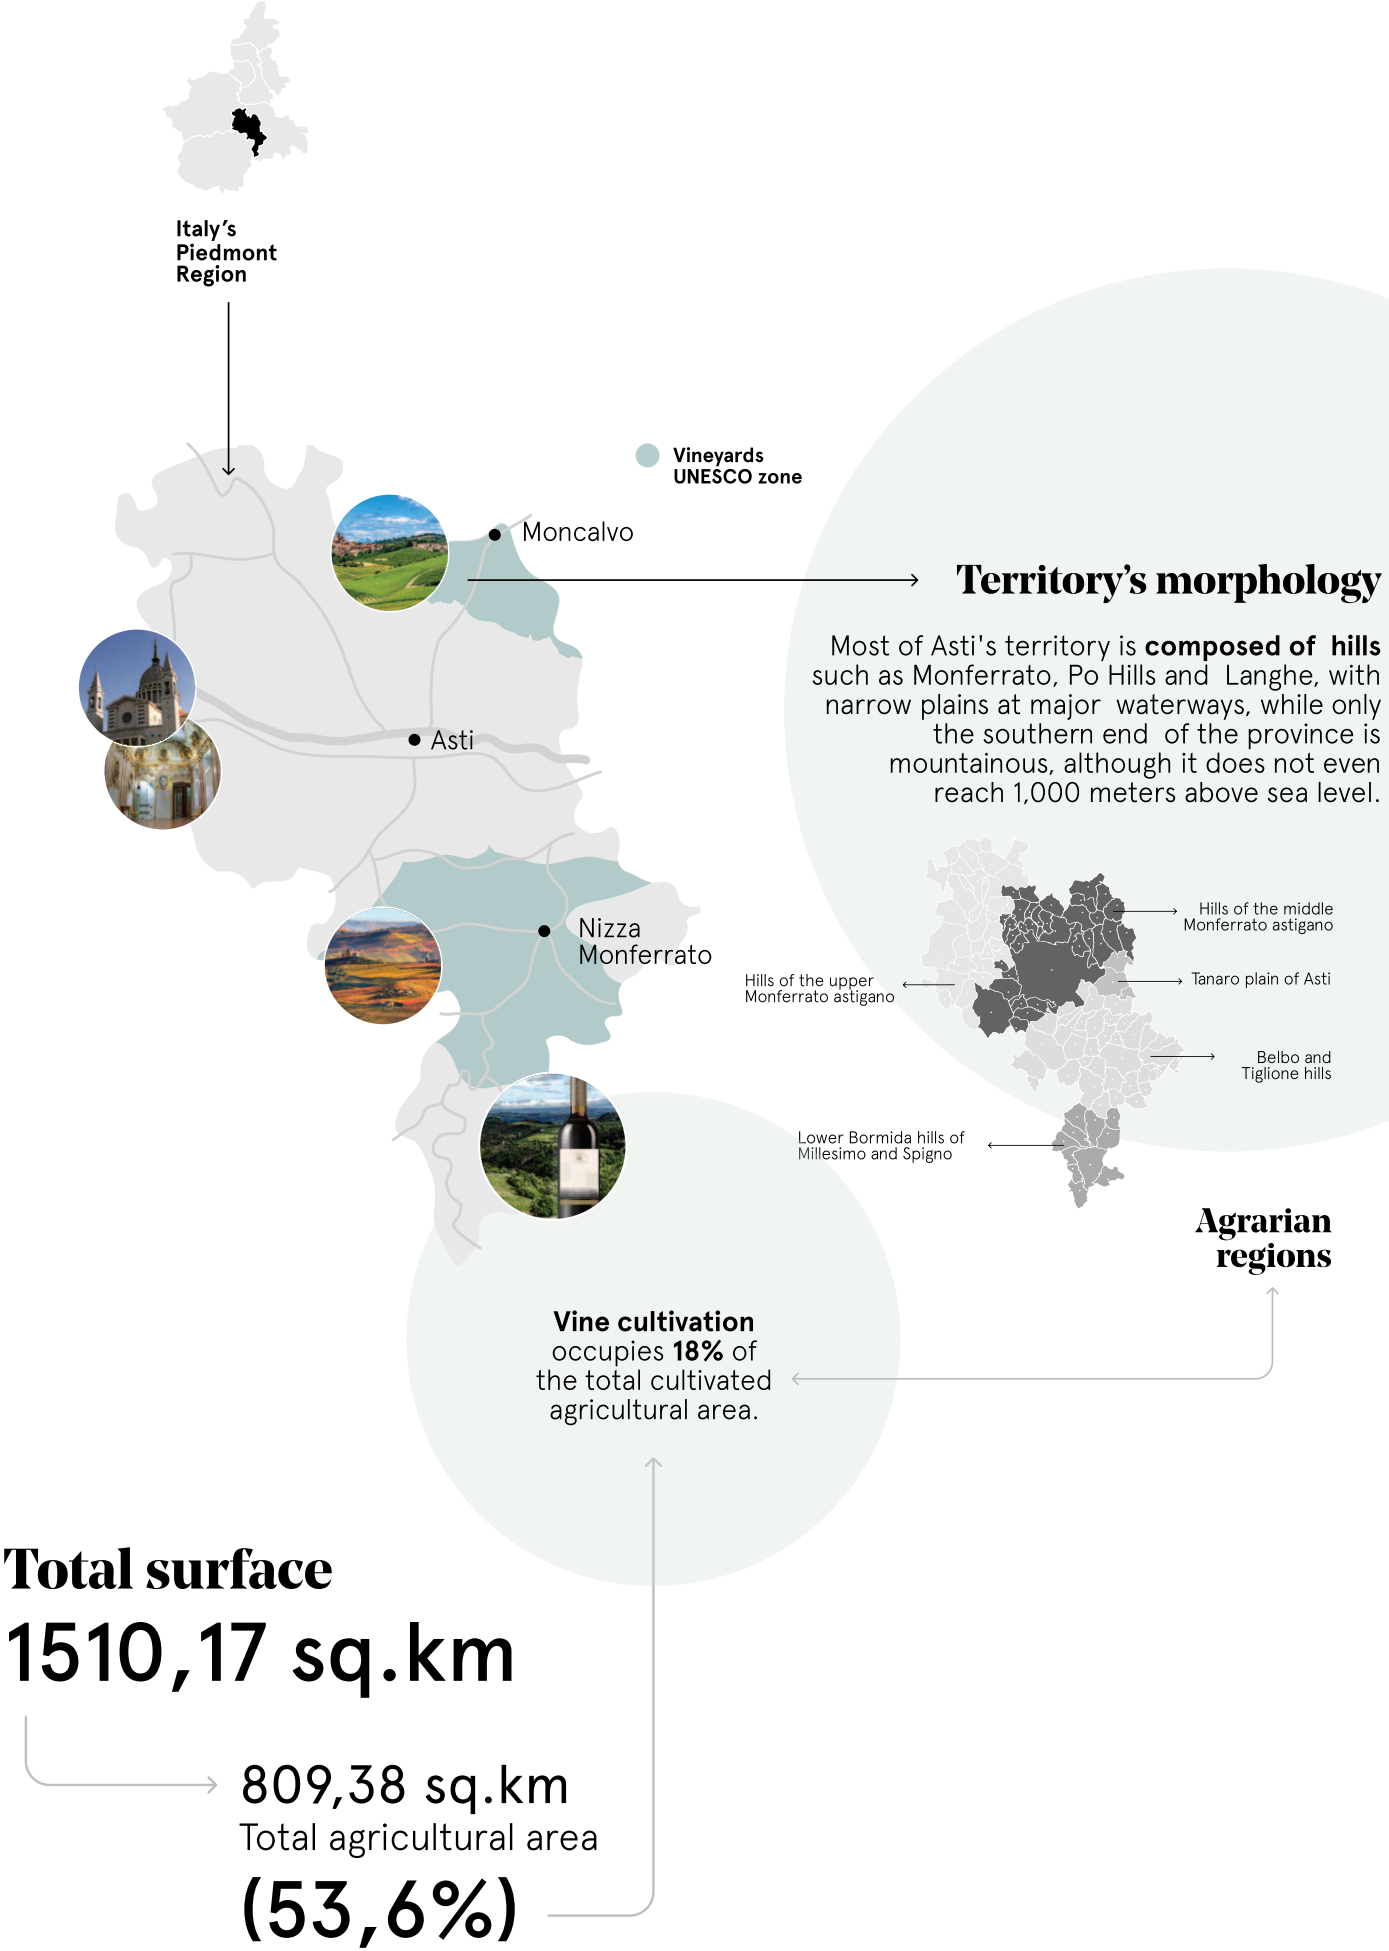 Italy’s
Piedmont
Region
Vineyards
UNESCO zone
Moncalvo
Asti
Nizza
Monferrato
Territory’s morphology
Most of Asti's territory is composed of hills
such as Monferrato, Po Hills and Langhe, with
narrow plains at major waterways, while only
the southern end of the province is
mountainous, although it does not even
reach 1,000 meters above sea level.
Hills of the middle
Monferrato astigano
Hills of the upper
Monferrato astigano
Tanaro plain of Asti
Belbo and
Tiglione hills
Lower Bormida hills of
Millesimo and Spigno
Agrarian
regions
Vine cultivation
occupies 18% of
the total cultivated
agricultural area.
Total surface
1510,17 sq.km
809,38 sq.km
Total agricultural area
(53,6%)